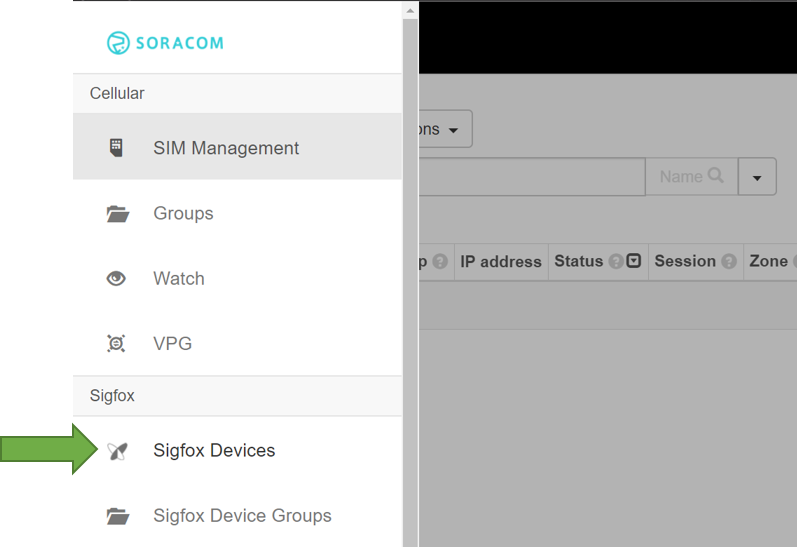 SORACOM
Cellular
SIM Management
Groups
Watch
VPG
Sigfox
Sigfox Devices
Sigfox Device Groups
ons
Name
p ? IP address Status ? Session ? Zone